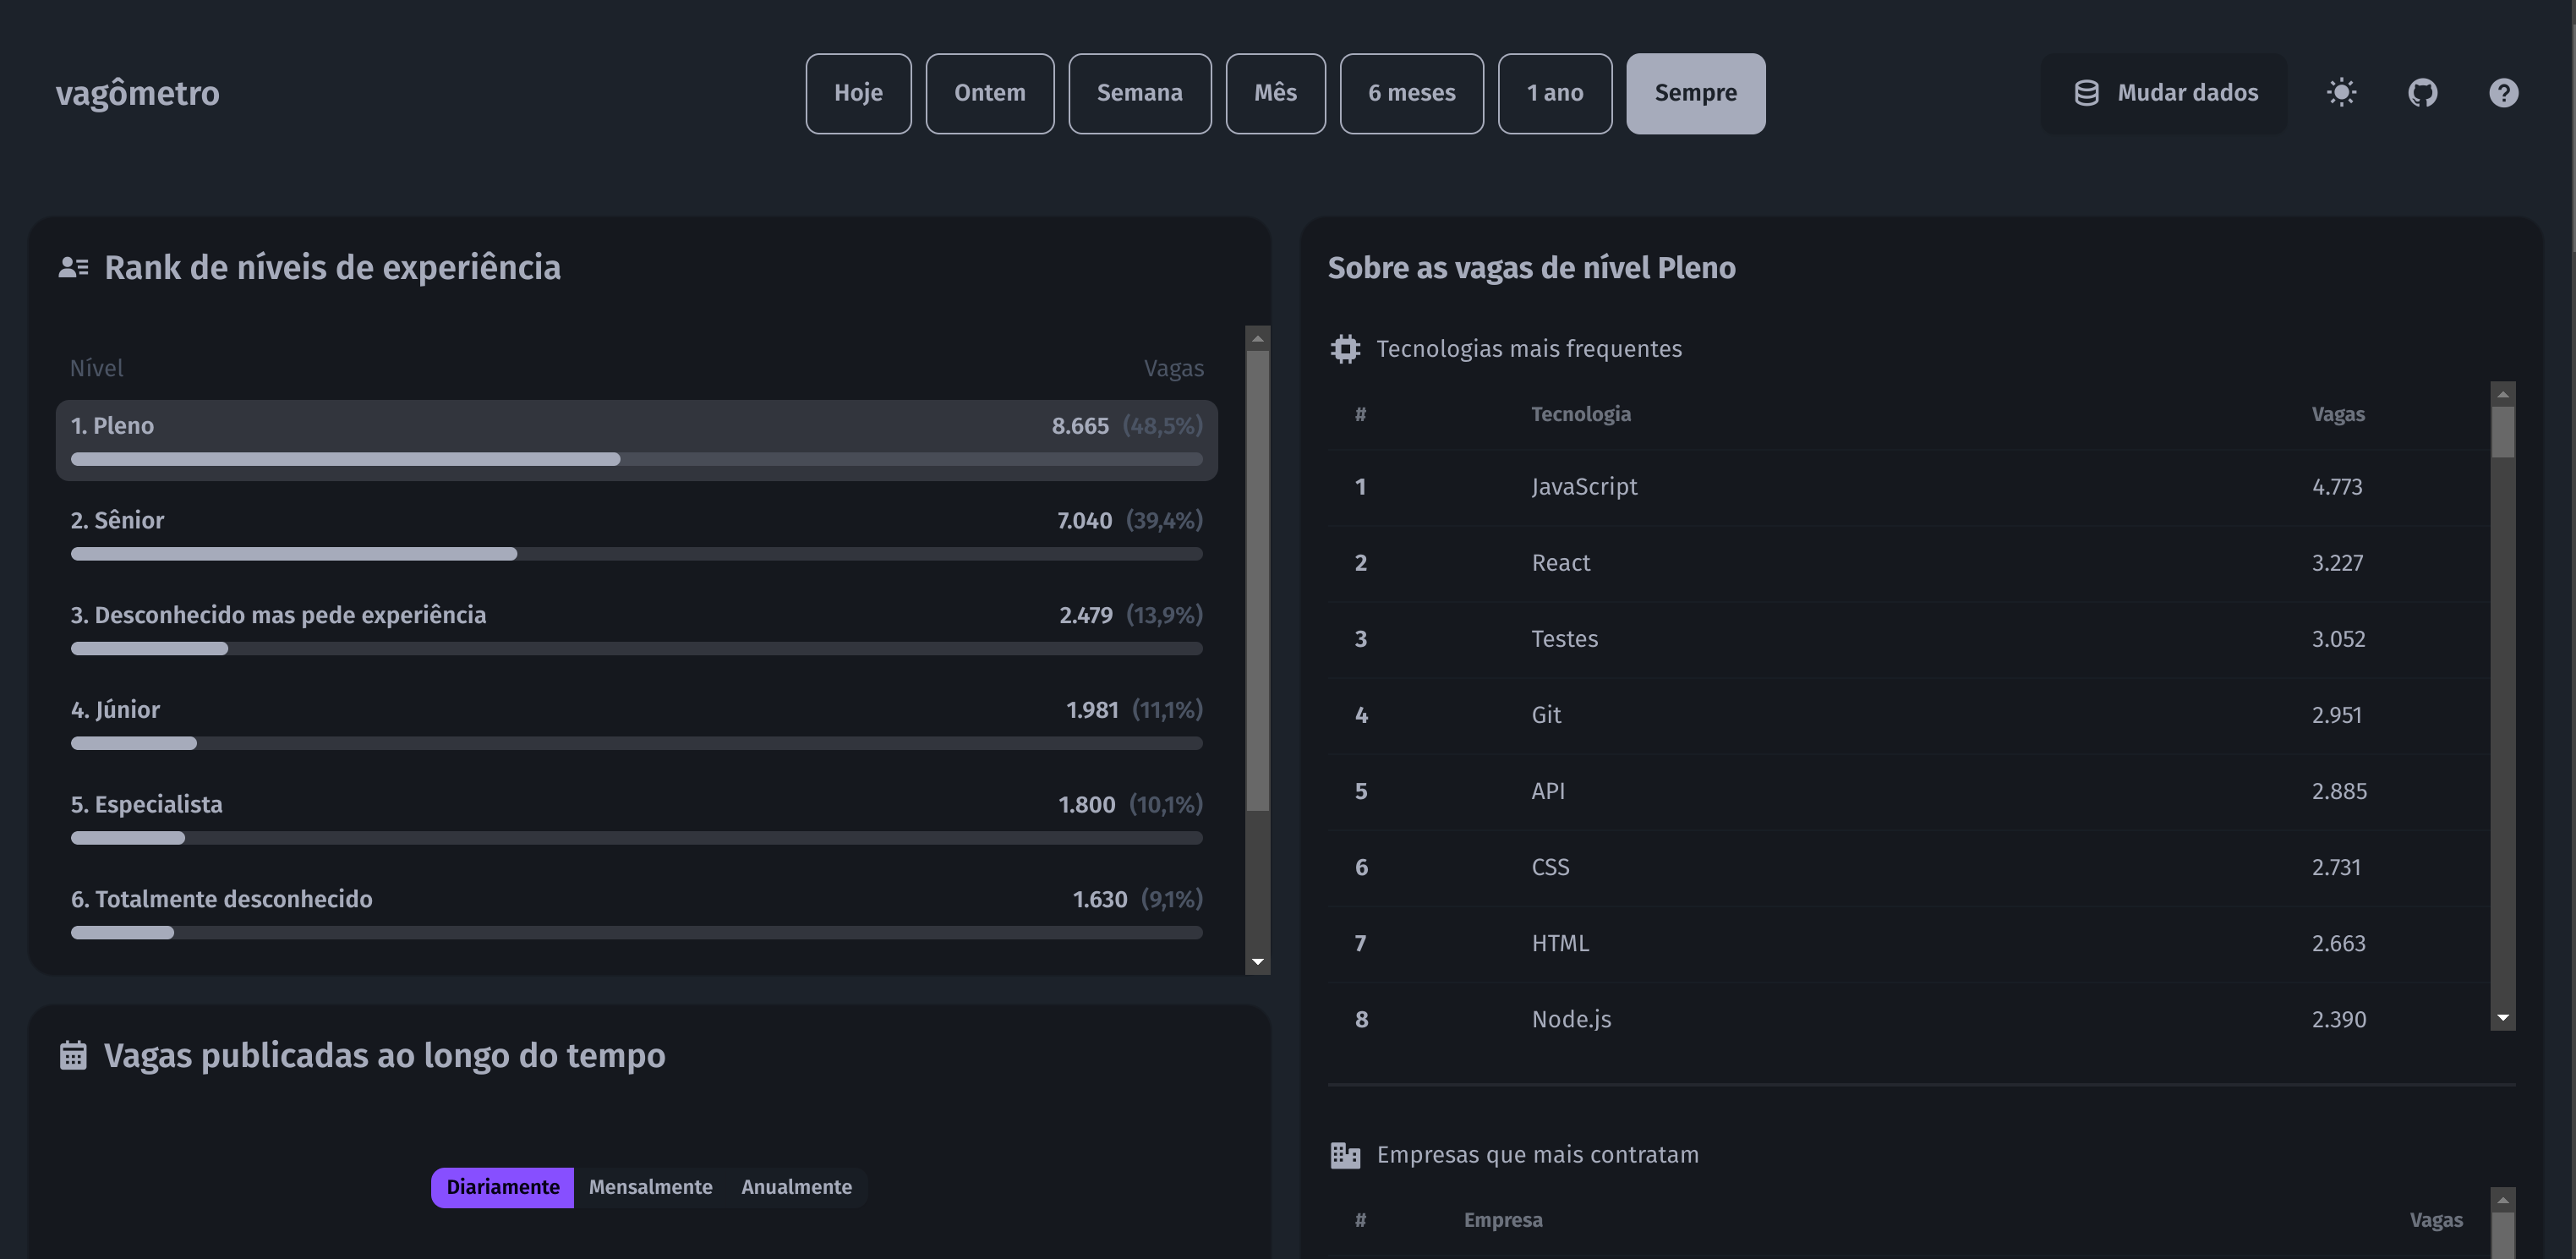 vagômetro
Hoje Ontem Semana Mês 6 meses 1 ano Sempre
Mudar dados
?
Rank de níveis de experiência
Nível Vagas
1. Pleno 8.665 (48,5%)
2. Sênior 7.040 (39,4%)
3. Desconhecido mas pede experiência 2.479 (13,9%)
4. Júnior 1.981 (11,1%)
5. Especialista 1.800 (10,1%)
6. Totalmente desconhecido 1.630 (9,1%)
Vagas publicadas ao longo do tempo
Diariamente Mensalmente Anualmente
Sobre as vagas de nível Pleno
Tecnologias mais frequentes
# Tecnologia Vagas
1 JavaScript 4.773
2 React 3.227
3 Testes 3.052
4 Git 2.951
5 API 2.885
6 CSS 2.731
7 HTML 2.663
8 Node.js 2.390
Empresas que mais contratam
# Empresa Vagas